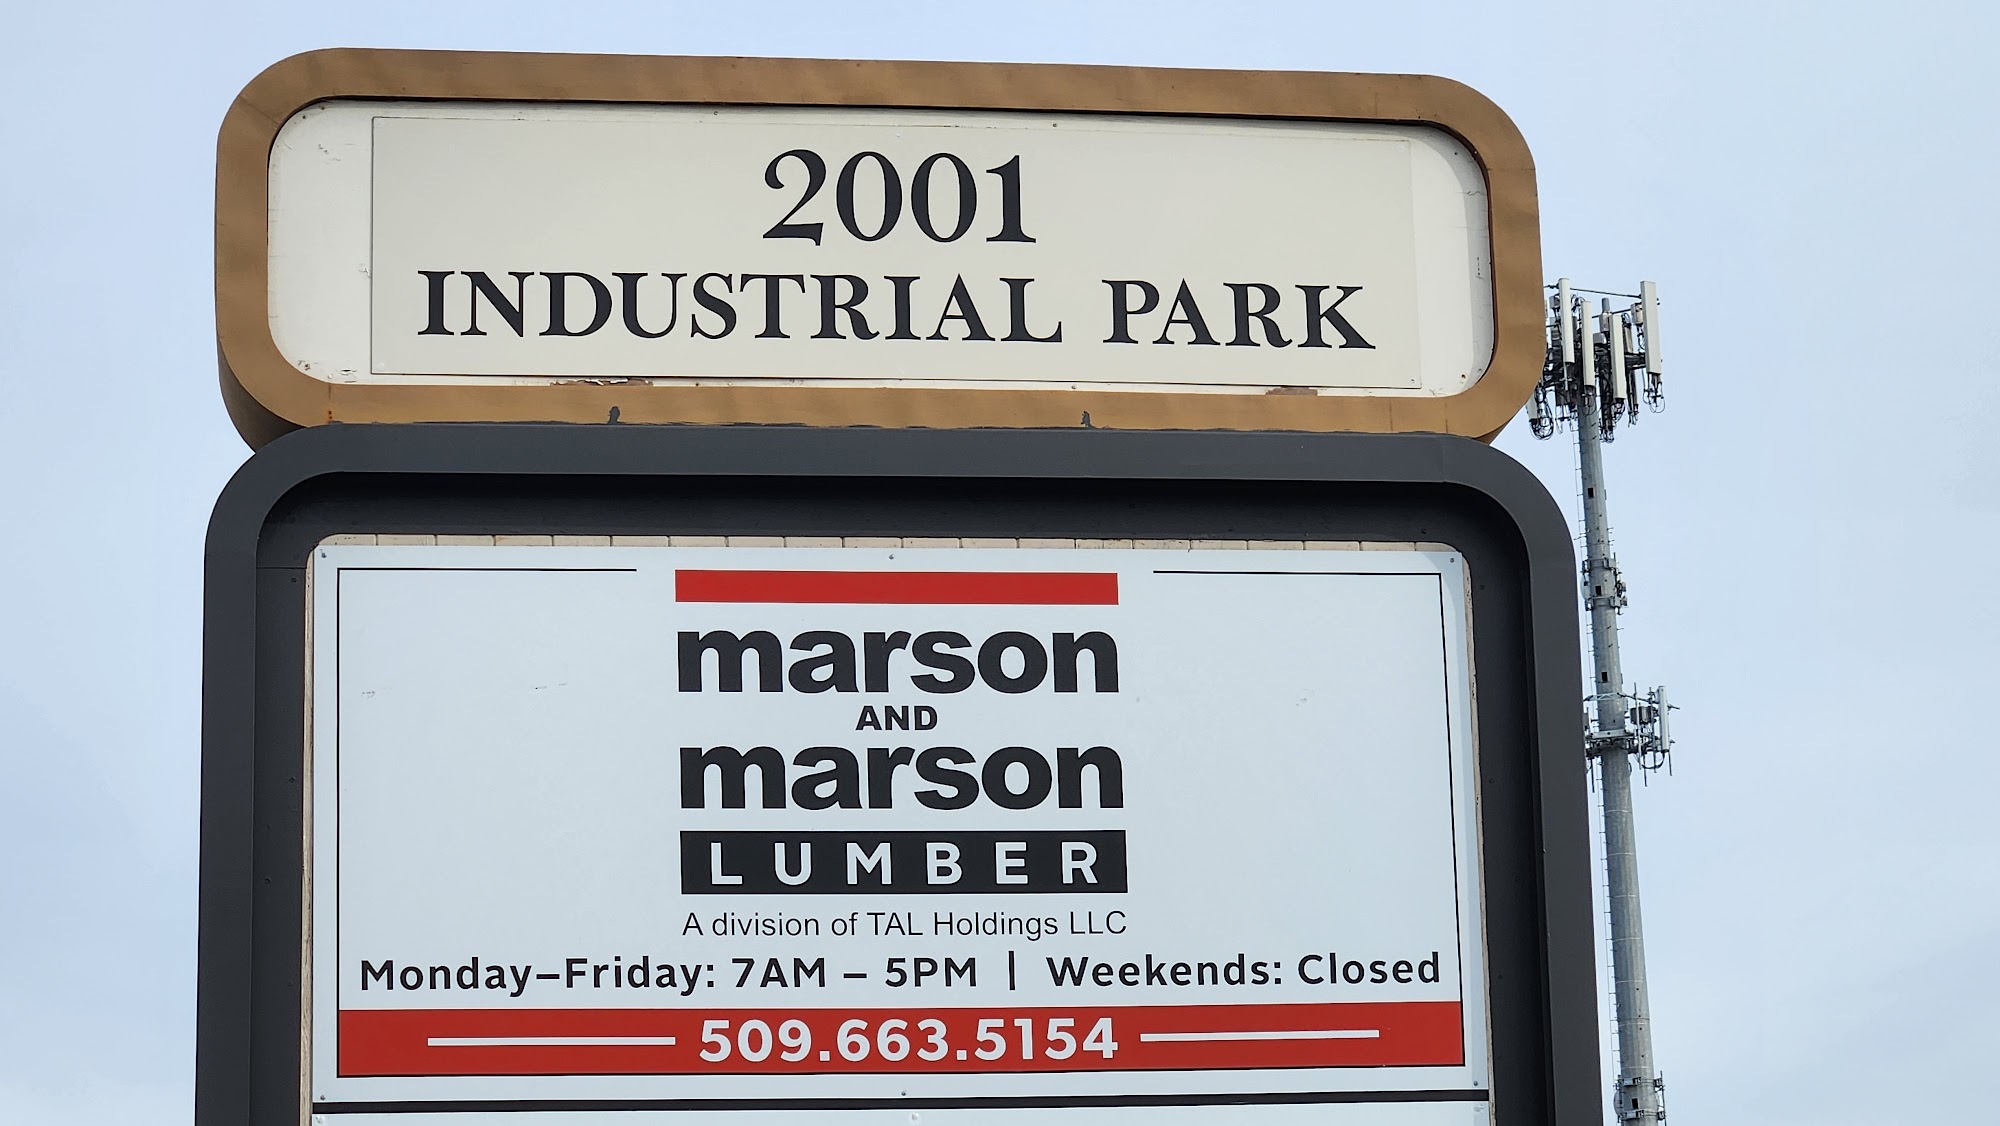 2001
INDUSTRIAL PARK
marson
AND
marson
LUMBER
A division of TAL Holdings LLC
Monday–Friday: 7AM – 5PM | Weekends: Closed
509.663.5154